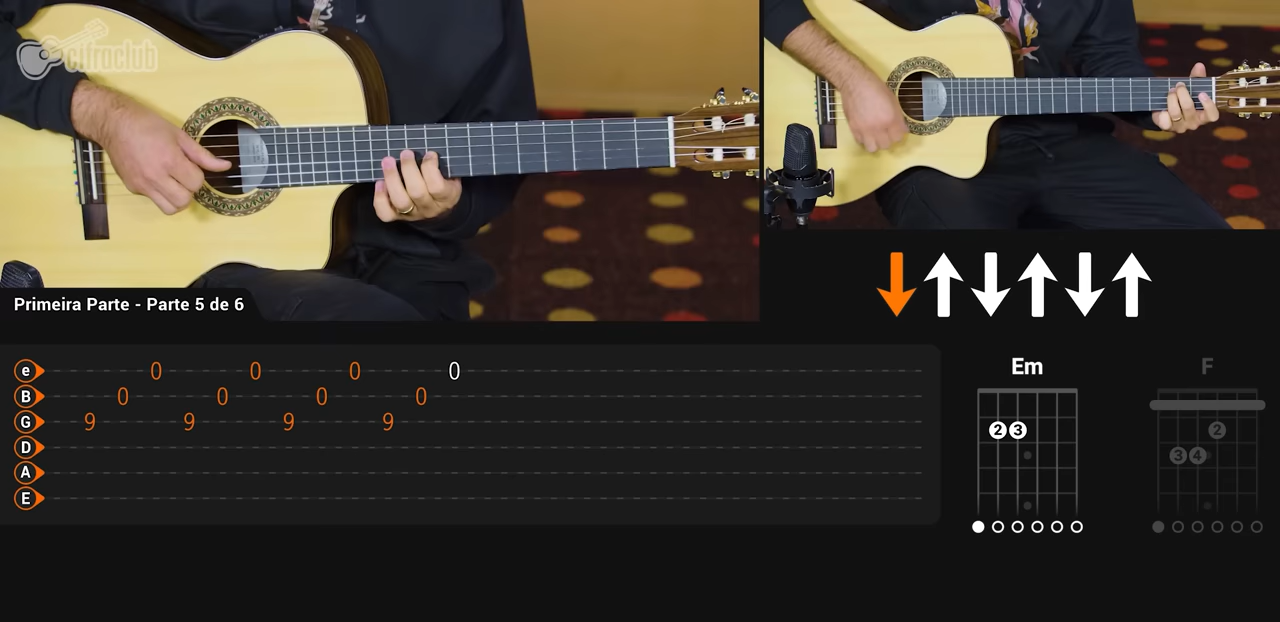 cifraclub
Primeira Parte - Parte 5 de 6
e 0 0 0 0
B 0 0 0 0
G 9 9 9 9
D
A
E
Em F
2 3 2
3 4